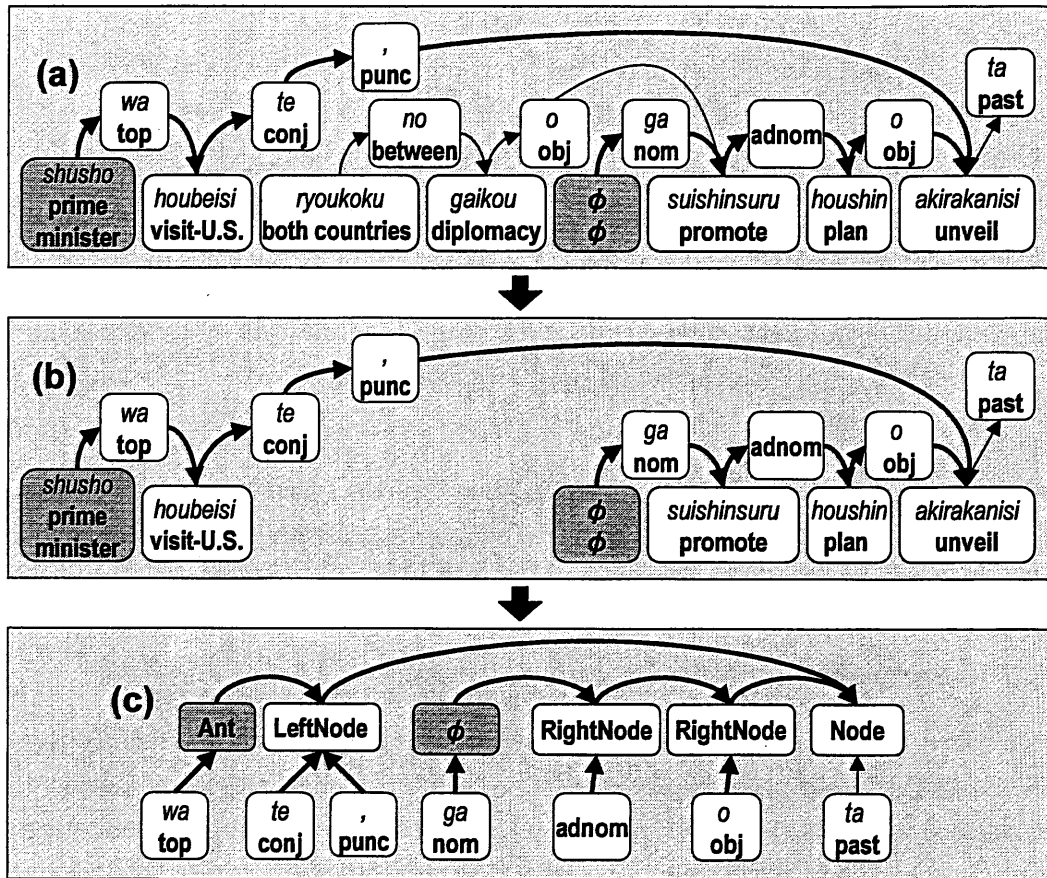 (a)
,
punc
wa
top
te
conj
no
between
o
obj
ga
nom
adnom
o
obj
ta
past
shusho
prime
minister
houbeisi
visit-U.S.
ryoukoku
both countries
gaikou
diplomacy
ϕ
ϕ
suishinsuru
promote
houshin
plan
akirakanisi
unveil
(b)
,
punc
wa
top
te
conj
ga
nom
adnom
o
obj
ta
past
shusho
prime
minister
houbeisi
visit-U.S.
ϕ
ϕ
suishinsuru
promote
houshin
plan
akirakanisi
unveil
(c)
Ant
LeftNode
ϕ
RightNode
RightNode
Node
wa
top
te
conj
,
punc
ga
nom
adnom
o
obj
ta
past